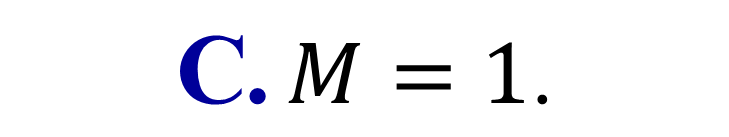 C. M = 1.